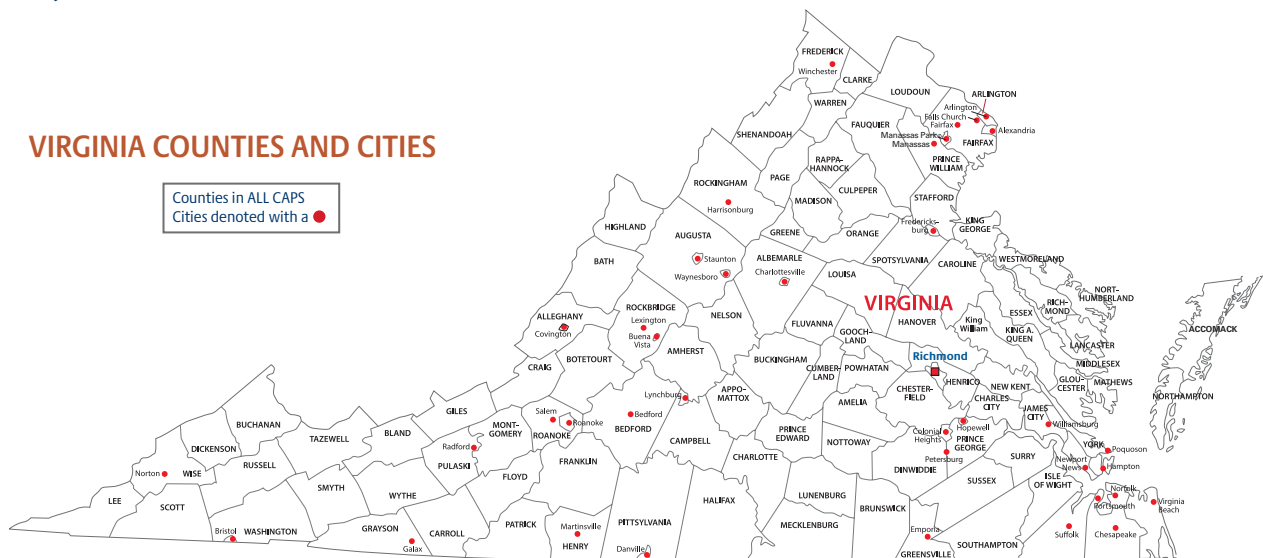 VIRGINIA COUNTIES AND CITIES
Counties in ALL CAPS
Cities denoted with a
FREDERICK
Winchester
CLARKE
LOUDOUN
WARREN
ARLINGTON
Arlington
Falls Church
Fairfax
Alexandria
FAUQUIER
Manassas Park
Manassas
FAIRFAX
SHENANDOAH
PRINCE
WILLIAM
RAPPA-
HANNOCK
PAGE
ROCKINGHAM
CULPEPER
STAFFORD
MADISON
Harrisonburg
HIGHLAND
Fredericks-
burg
KING
GEORGE
AUGUSTA
GREENE
ORANGE
BATH
Staunton
ALBEMARLE
SPOTSYLVANIA
CAROLINE
WESTMORELAND
Waynesboro
Charlottesville
LOUISA
NORT-
HUMBERLAND
VIRGINIA
RICH-
MOND
ROCKBRIDGE
ALLEGHANY
Lexington
NELSON
ESSEX
Covington
FLUVANNA
HANOVER
King
William
KING A.
QUEEN
ACCOMACK
GOOCH-
LAND
Buena
Vista
LANCASTER
AMHERST
BOTETOURT
BUCKINGHAM
Richmond
MIDDLESEX
CRAIG
CUMBER-
LAND
POWHATAN
HENRICO
GLOU-
CESTER
MATHEWS
APPO-
MATTOX
CHESTER-
FIELD
NEW KENT
CHARLES
CITY
NORTHAMPTON
Lynchburg
AMELIA
JAMES
CITY
GILES
Salem
Bedford
Williamsburg
BUCHANAN
BLAND
MONT-
GOMERY
Roanoke
ROANOKE
BEDFORD
PRINCE
EDWARD
Colonial
Heights
Hopewell
TAZEWELL
CAMPBELL
NOTTOWAY
PRINCE
GEORGE
YORK
DICKENSON
Radford
Poquoson
RUSSELL
PULASKI
FRANKLIN
CHARLOTTE
Petersburg
SURRY
Newport
News
Hampton
Norton
WISE
DINWIDDIE
FLOYD
SUSSEX
ISLE
OF WIGHT
SMYTH
WYTHE
LUNENBURG
Norfolk
LEE
SCOTT
HALIFAX
Portsmouth
Virginia
Beach
BRUNSWICK
PATRICK
PITTSYLVANIA
MECKLENBURG
Bristol
WASHINGTON
GRAYSON
CARROLL
Martinsville
Emporia
Suffolk
Chesapeake
Galax
HENRY
Danville
SOUTHAMPTON
GREENSVILLE